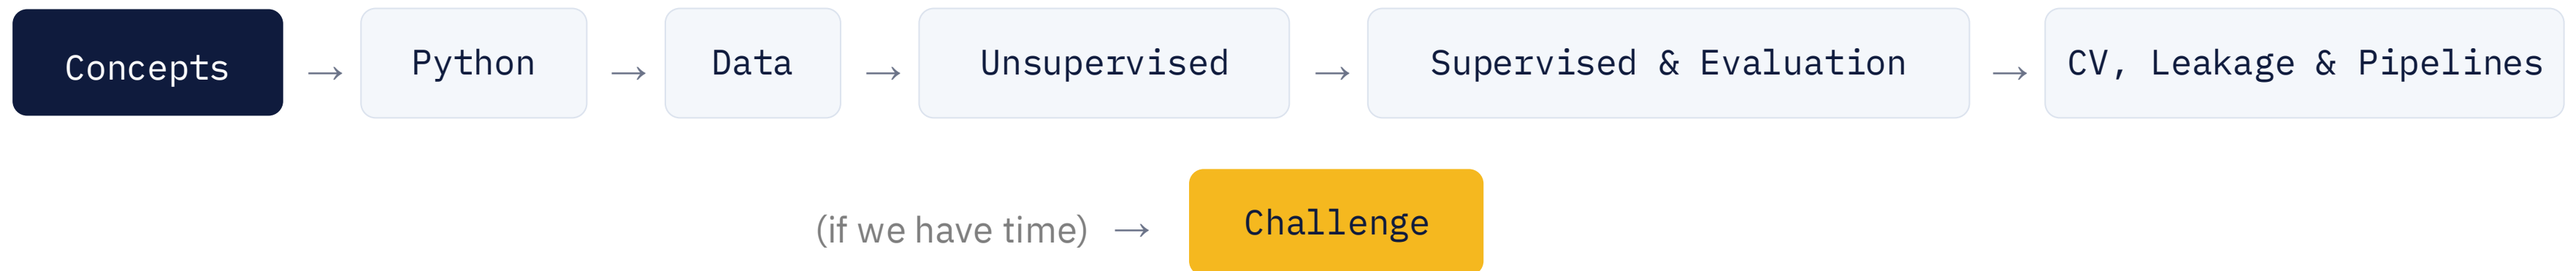 Concepts → Python → Data → Unsupervised → Supervised & Evaluation → CV, Leakage & Pipelines
(if we have time) → Challenge